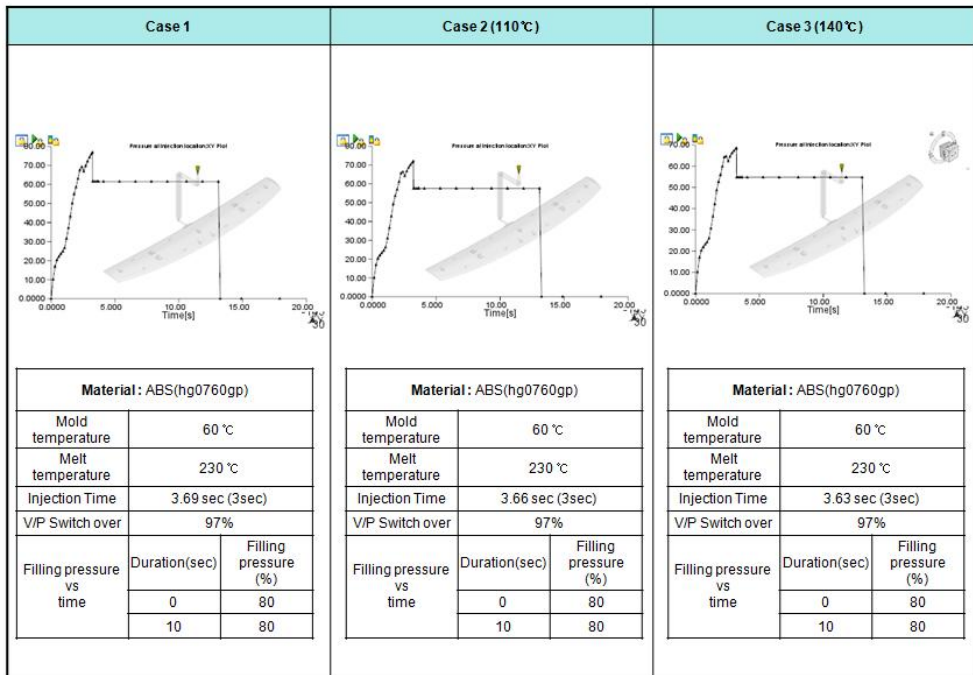 Case 1
Case 2 (110℃)
Case 3 (140℃)
Pressure at injection location:XY Plot
80.00
70.00
60.00
50.00
40.00
30.00
20.00
10.00
0.0000
0.0000 5.0000 10.00 15.00 20.00
Time[s]
30
Pressure at injection location:XY Plot
80.00
70.00
60.00
50.00
40.00
30.00
20.00
10.00
0.0000
0.0000 5.0000 10.00 15.00 20.00
Time[s]
30
Pressure at injection location:XY Plot
70.00
60.00
50.00
40.00
30.00
20.00
10.00
0.0000
0.0000 5.0000 10.00 15.00 20.00
Time[s]
30
Material : ABS(hg0760gp)
Mold
temperature
60 ℃
Melt
temperature
230 ℃
Injection Time
3.69 sec (3sec)
V/P Switch over
97%
Filling pressure
vs
time
Duration(sec)
Filling
pressure
(%)
0
80
10
80
Material : ABS(hg0760gp)
Mold
temperature
60 ℃
Melt
temperature
230 ℃
Injection Time
3.66 sec (3sec)
V/P Switch over
97%
Filling pressure
vs
time
Duration(sec)
Filling
pressure
(%)
0
80
10
80
Material : ABS(hg0760gp)
Mold
temperature
60 ℃
Melt
temperature
230 ℃
Injection Time
3.63 sec (3sec)
V/P Switch over
97%
Filling pressure
vs
time
Duration(sec)
Filling
pressure
(%)
0
80
10
80